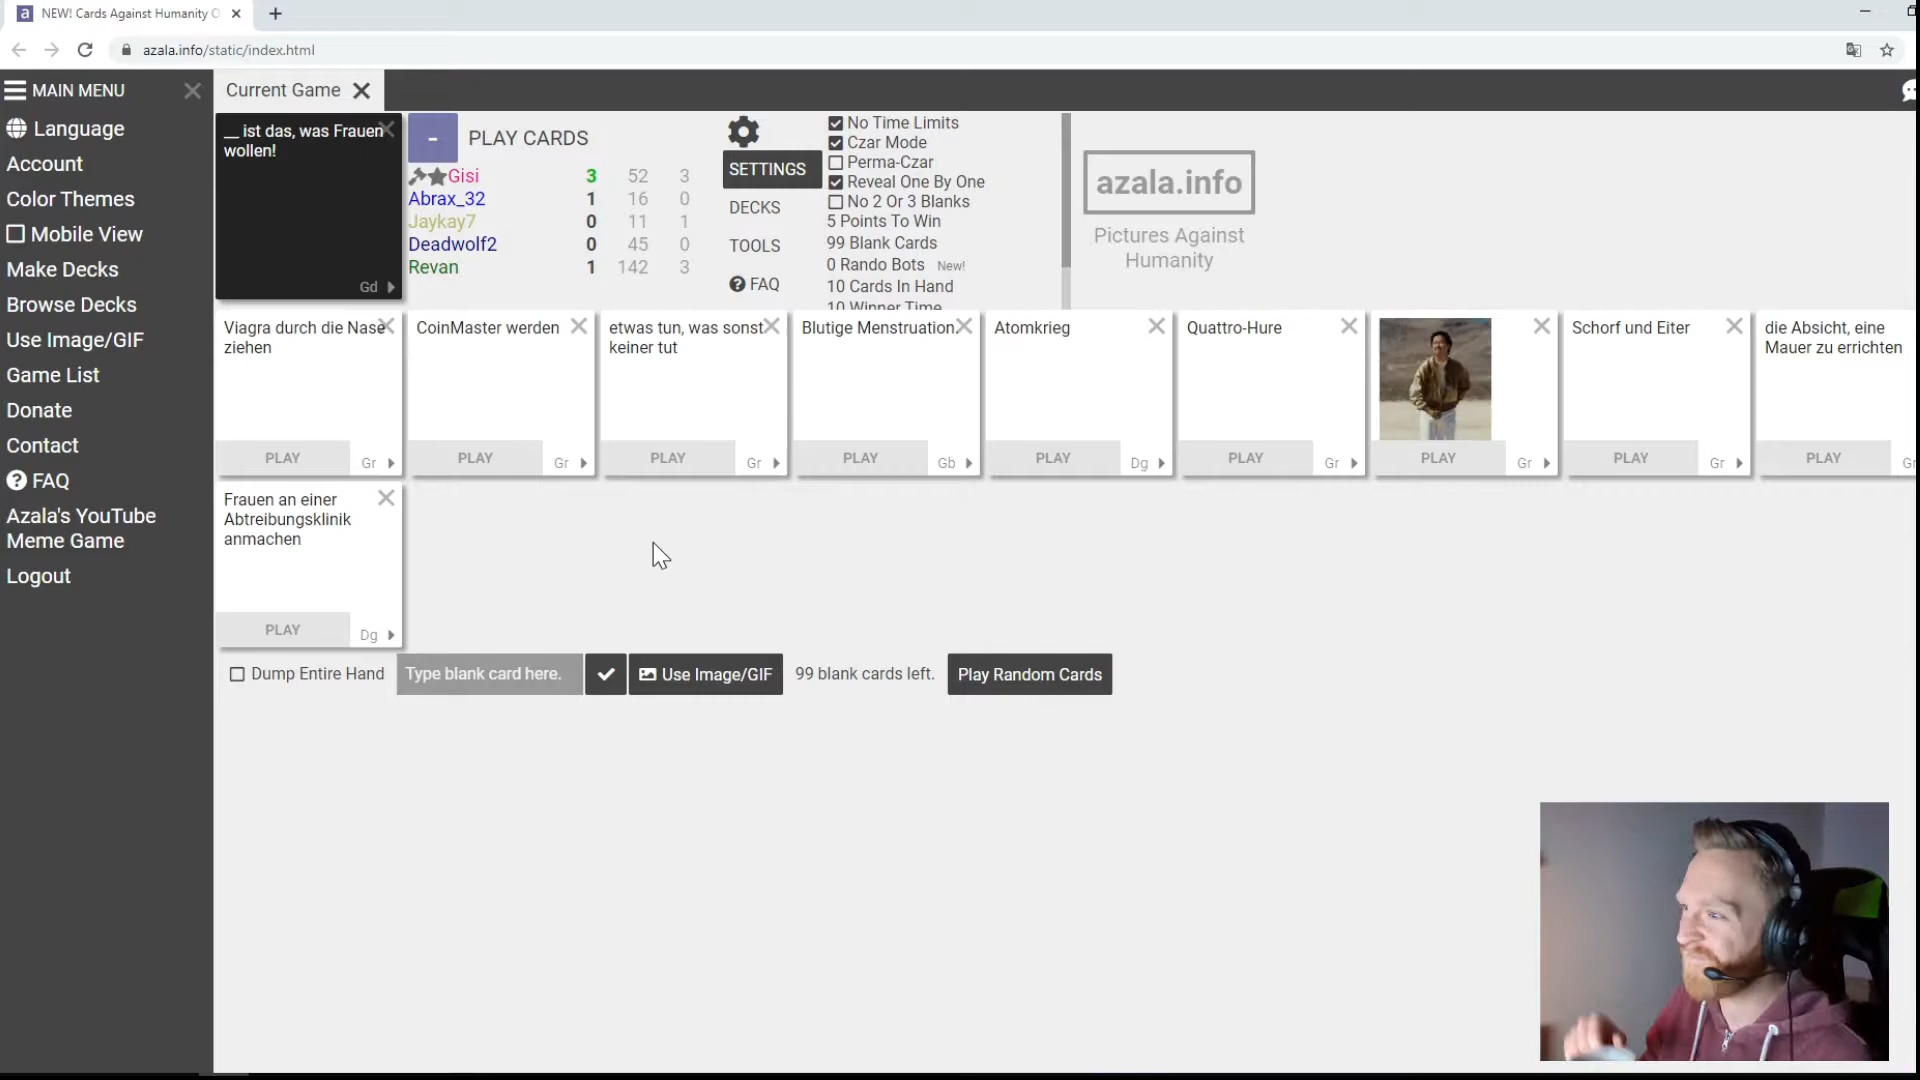 NEW! Cards Against Humanity O
azala.info/static/index.html
MAIN MENU
Language
Account
Color Themes
Mobile View
Make Decks
Browse Decks
Use Image/GIF
Game List
Donate
Contact
FAQ
Azala's YouTube
Meme Game
Logout
Current Game
__ ist das, was Frauen
wollen!
Gd
- PLAY CARDS
Gisi 3 52 3
Abrax_32 1 16 0
Jaykay7 0 11 1
Deadwolf2 0 45 0
Revan 1 142 3
SETTINGS
DECKS
TOOLS
FAQ
No Time Limits
Czar Mode
Perma-Czar
Reveal One By One
No 2 Or 3 Blanks
5 Points To Win
99 Blank Cards
0 Rando Bots New!
10 Cards In Hand
10 Winner Time
azala.info
Pictures Against
Humanity
Viagra durch die Nase
ziehen
PLAY Gr
CoinMaster werden
PLAY Gr
etwas tun, was sonst
keiner tut
PLAY Gr
Blutige Menstruation.
PLAY Gb
Atomkrieg
PLAY Dg
Quattro-Hure
PLAY Gr
PLAY Gr
Schorf und Eiter
PLAY Gr
die Absicht, eine
Mauer zu errichten
PLAY Gr
Frauen an einer
Abtreibungsklinik
anmachen
PLAY Dg
Dump Entire Hand
Type blank card here.
Use Image/GIF
99 blank cards left.
Play Random Cards